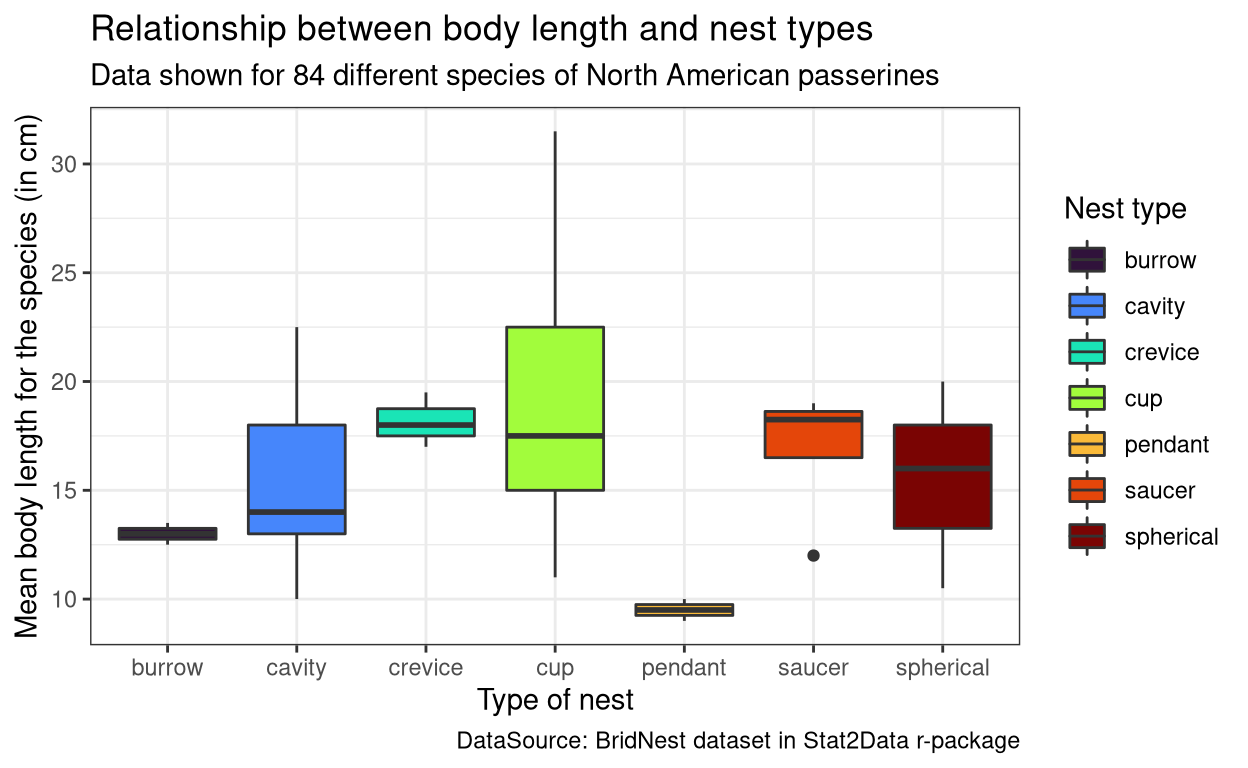 Relationship between body length and nest types
Data shown for 84 different species of North American passerines
Mean body length for the species (in cm)
30
25
20
15
10
burrow
cavity
crevice
cup
pendant
saucer
spherical
Type of nest
DataSource: BridNest dataset in Stat2Data r-package
Nest type
burrow
cavity
crevice
cup
pendant
saucer
spherical